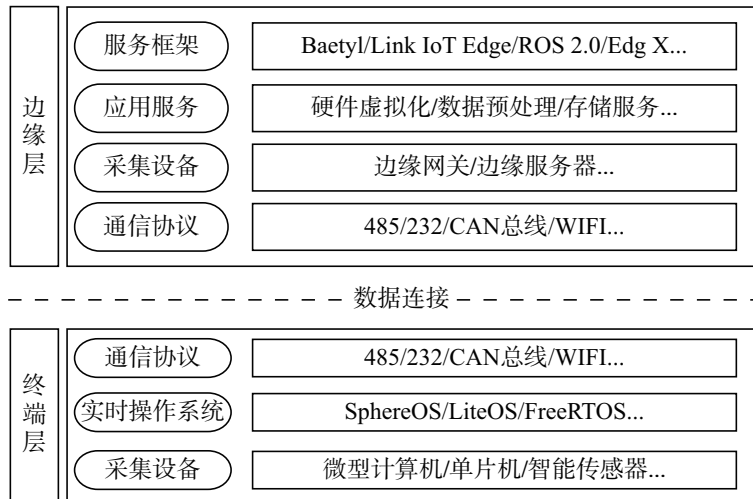 边缘层
服务框架 Baetyl/Link IoT Edge/ROS 2.0/Edg X...
应用服务 硬件虚拟化/数据预处理/存储服务...
采集设备 边缘网关/边缘服务器...
通信协议 485/232/CAN总线/WIFI...
数据连接
终端层
通信协议 485/232/CAN总线/WIFI...
实时操作系统 SphereOS/LiteOS/FreeRTOS...
采集设备 微型计算机/单片机/智能传感器...